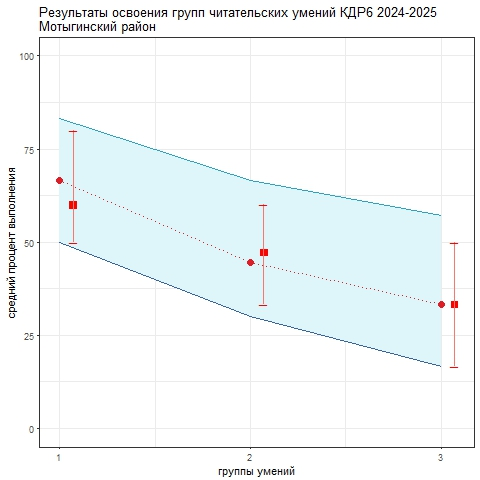 Результаты освоения групп читательских умений КДР6 2024-2025
Мотыгинский район
средний процент выполнения
100
75
50
25
0
1
2
3
группы умений